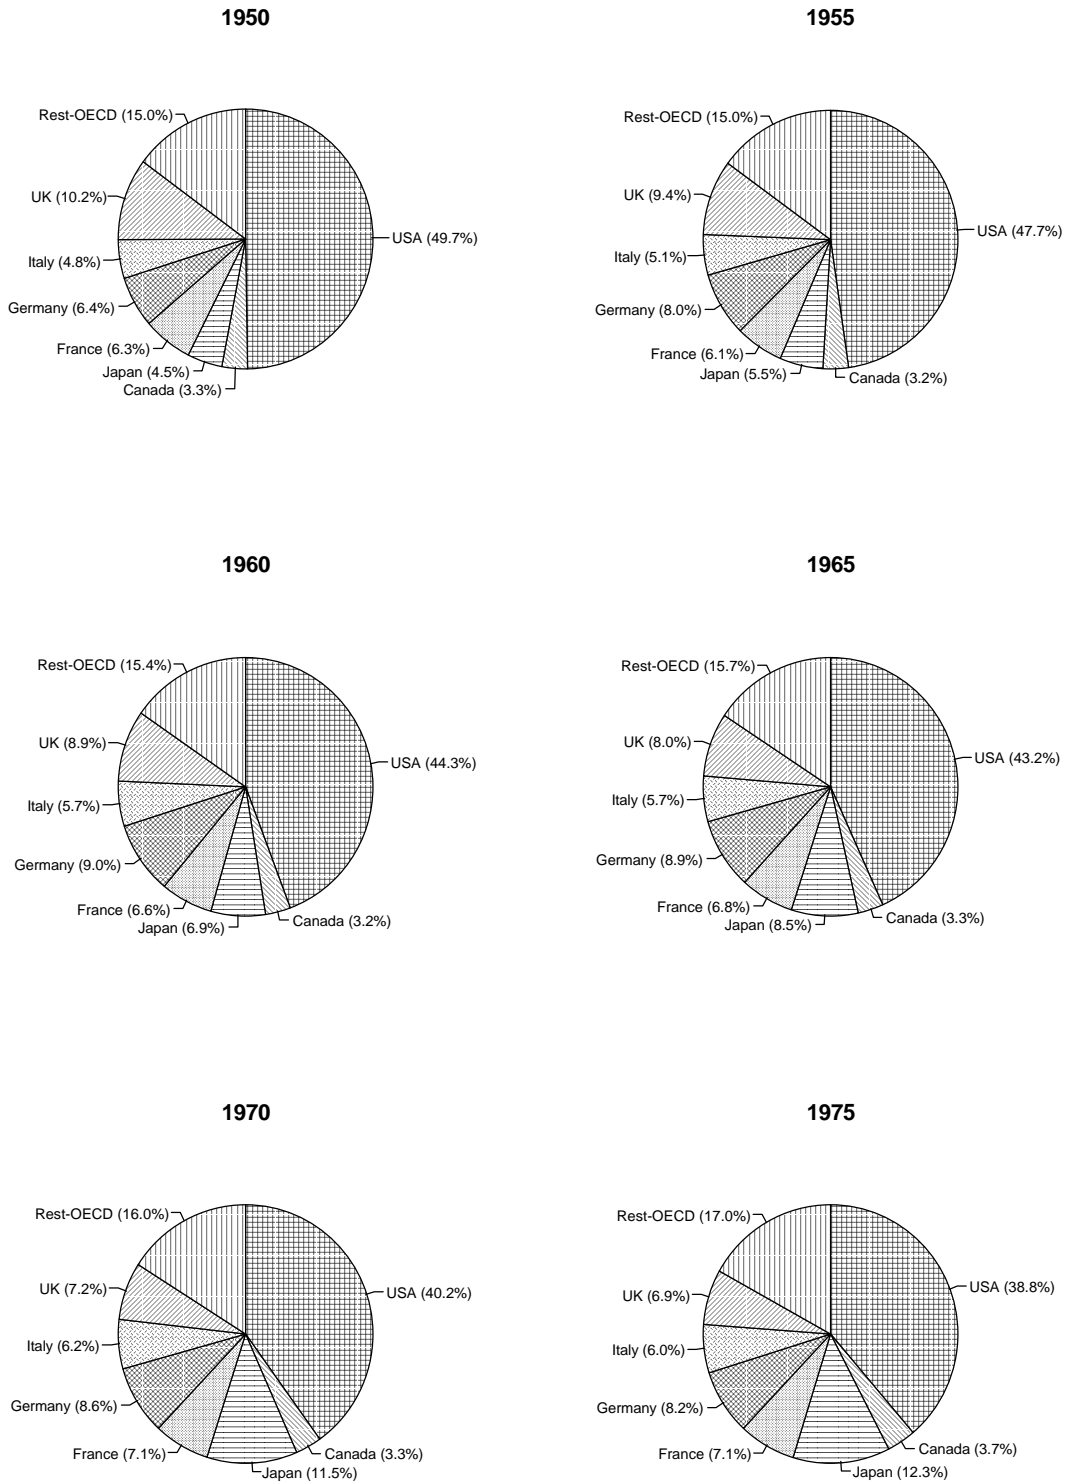 1950
Rest-OECD (15.0%)
UK (10.2%)
USA (49.7%)
Italy (4.8%)
Germany (6.4%)
France (6.3%)
Japan (4.5%)
Canada (3.3%)
1955
Rest-OECD (15.0%)
UK (9.4%)
USA (47.7%)
Italy (5.1%)
Germany (8.0%)
France (6.1%)
Japan (5.5%)
Canada (3.2%)
1960
Rest-OECD (15.4%)
UK (8.9%)
USA (44.3%)
Italy (5.7%)
Germany (9.0%)
France (6.6%)
Japan (6.9%)
Canada (3.2%)
1965
Rest-OECD (15.7%)
UK (8.0%)
USA (43.2%)
Italy (5.7%)
Germany (8.9%)
France (6.8%)
Japan (8.5%)
Canada (3.3%)
1970
Rest-OECD (16.0%)
UK (7.2%)
USA (40.2%)
Italy (6.2%)
Germany (8.6%)
France (7.1%)
Canada (3.3%)
Japan (11.5%)
1975
Rest-OECD (17.0%)
UK (6.9%)
USA (38.8%)
Italy (6.0%)
Germany (8.2%)
France (7.1%)
Canada (3.7%)
Japan (12.3%)